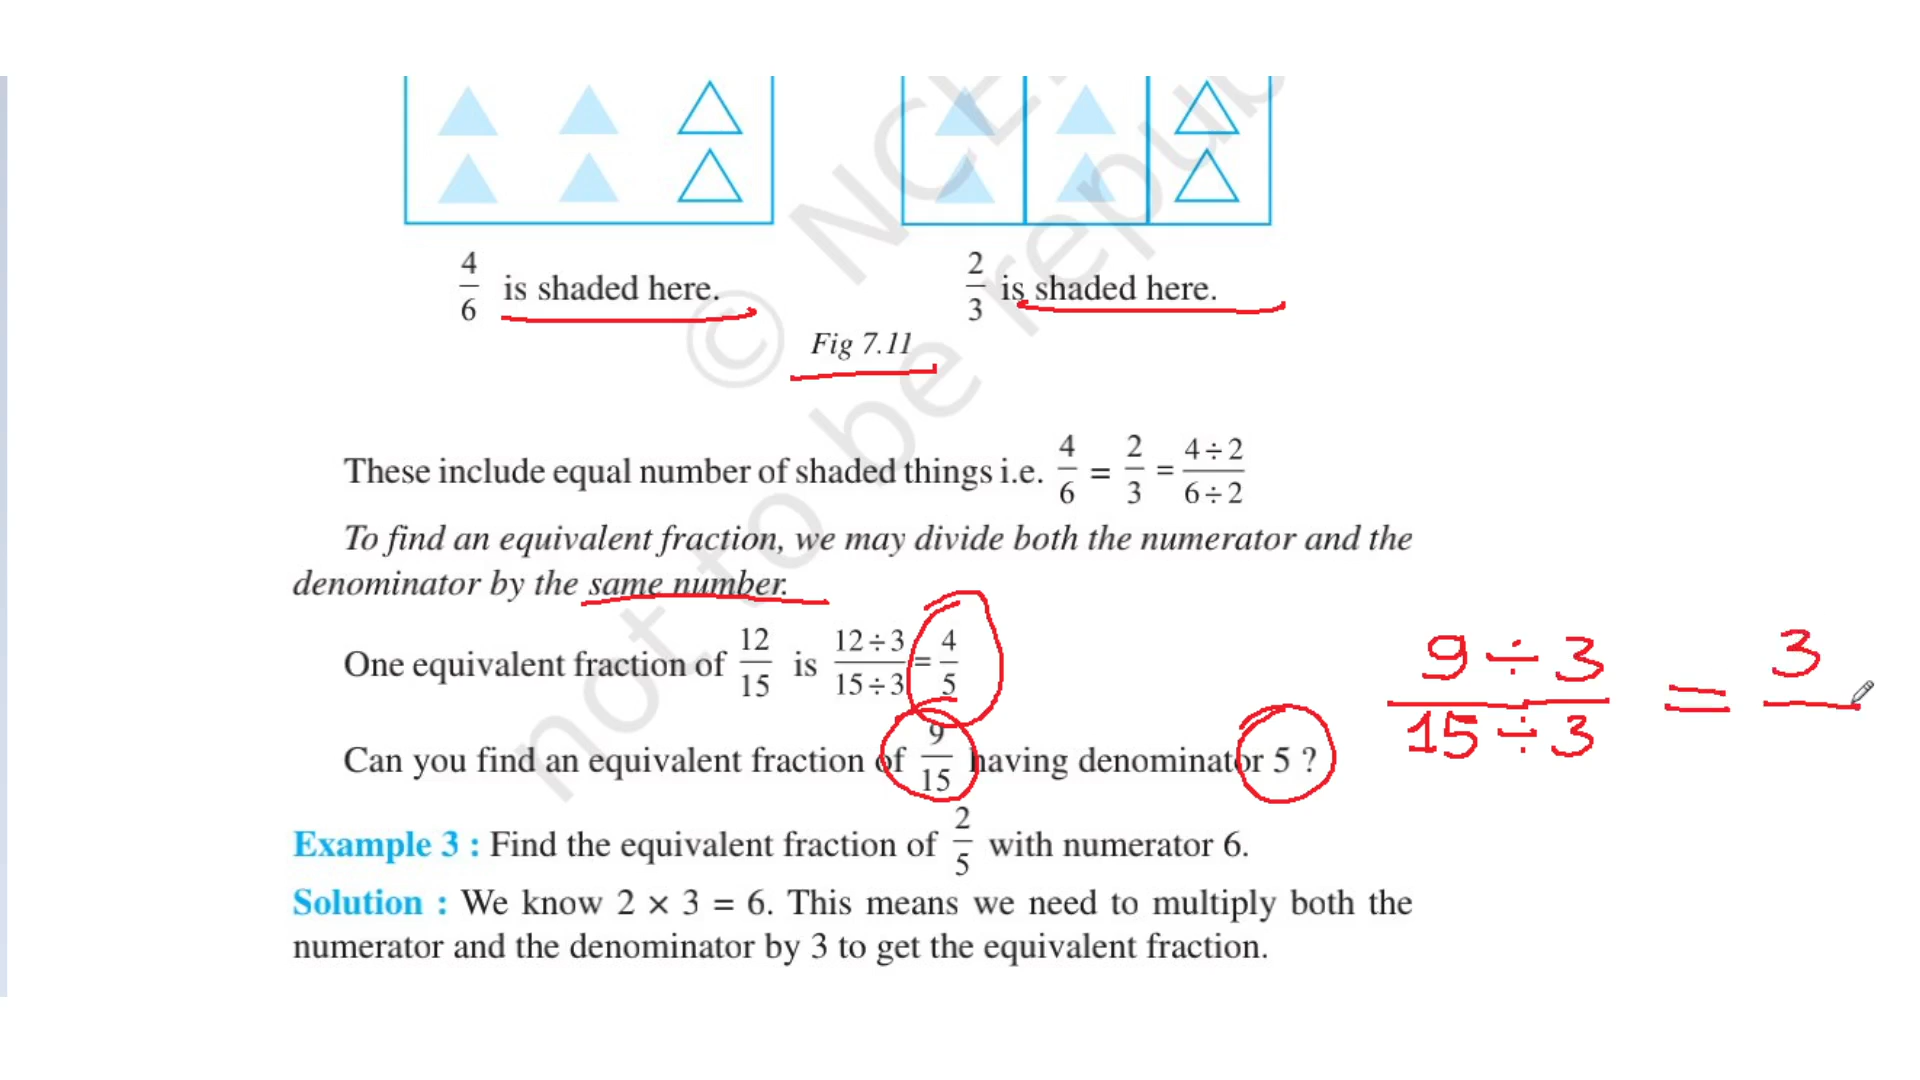 4/6 is shaded here.
2/3 is shaded here.
Fig 7.11
These include equal number of shaded things i.e. 4/6 = 2/3 = 4÷2/6÷2
To find an equivalent fraction, we may divide both the numerator and the
denominator by the same number.
One equivalent fraction of 12/15 is 12÷3/15÷3 = 4/5
Can you find an equivalent fraction of 9/15 having denominator 5 ?
9÷3/15÷3 = 3/
Example 3 : Find the equivalent fraction of 2/5 with numerator 6.
Solution : We know 2 × 3 = 6. This means we need to multiply both the
numerator and the denominator by 3 to get the equivalent fraction.
© NCE
not to be repub